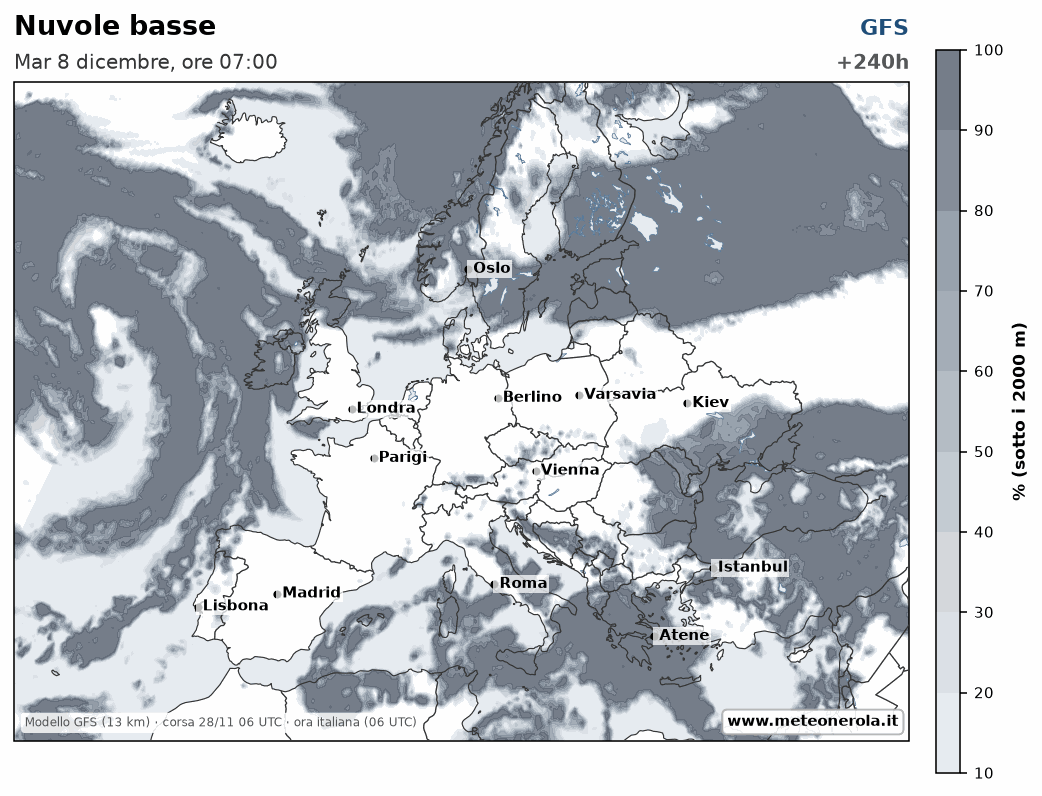 Nuvole basse
GFS
Mar 8 dicembre, ore 07:00
+240h
100
90
80
70
60
50
40
30
20
10
% (sotto i 2000 m)
Oslo
Berlino
Varsavia
Kiev
Londra
Parigi
Vienna
Istanbul
Roma
Madrid
Lisbona
Atene
Modello GFS (13 km) · corsa 28/11 06 UTC · ora italiana (06 UTC)
www.meteonerola.it